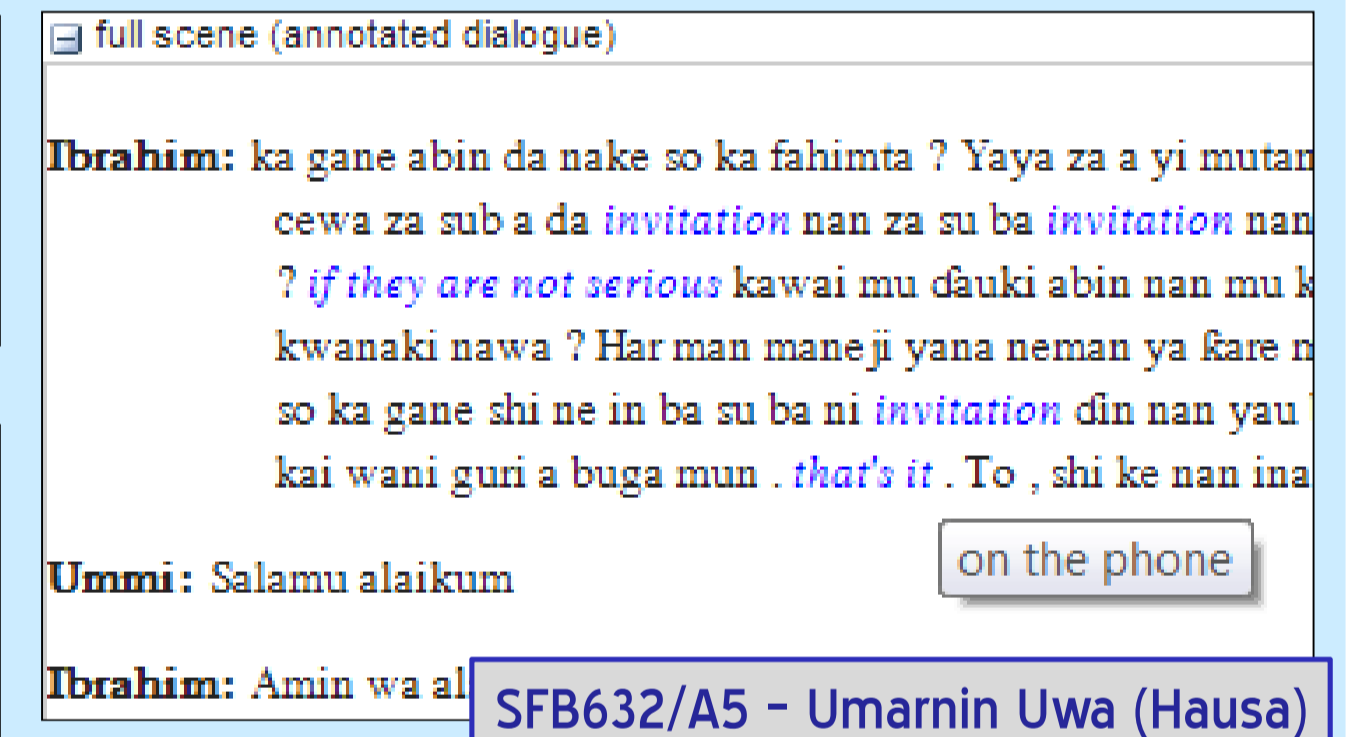 full scene (annotated dialogue)
Ibrahim: ka gane abin da nake so ka fahimta ? Yaya za a yi mutan
cewa za sub a da invitation nan za su ba invitation nan
? if they are not serious kawai mu ɗauki abin nan mu k
kwanaki nawa ? Har man maneji yana neman ya ƙare m
so ka gane shi ne in ba su ba ni invitation ɗin nan yau
kai wani guri a buga mun . that's it . To , shi ke nan ina
on the phone
Ummi: Salamu alaikum
Ibrahim: Amin wa al
SFB632/A5 – Umarnin Uwa (Hausa)